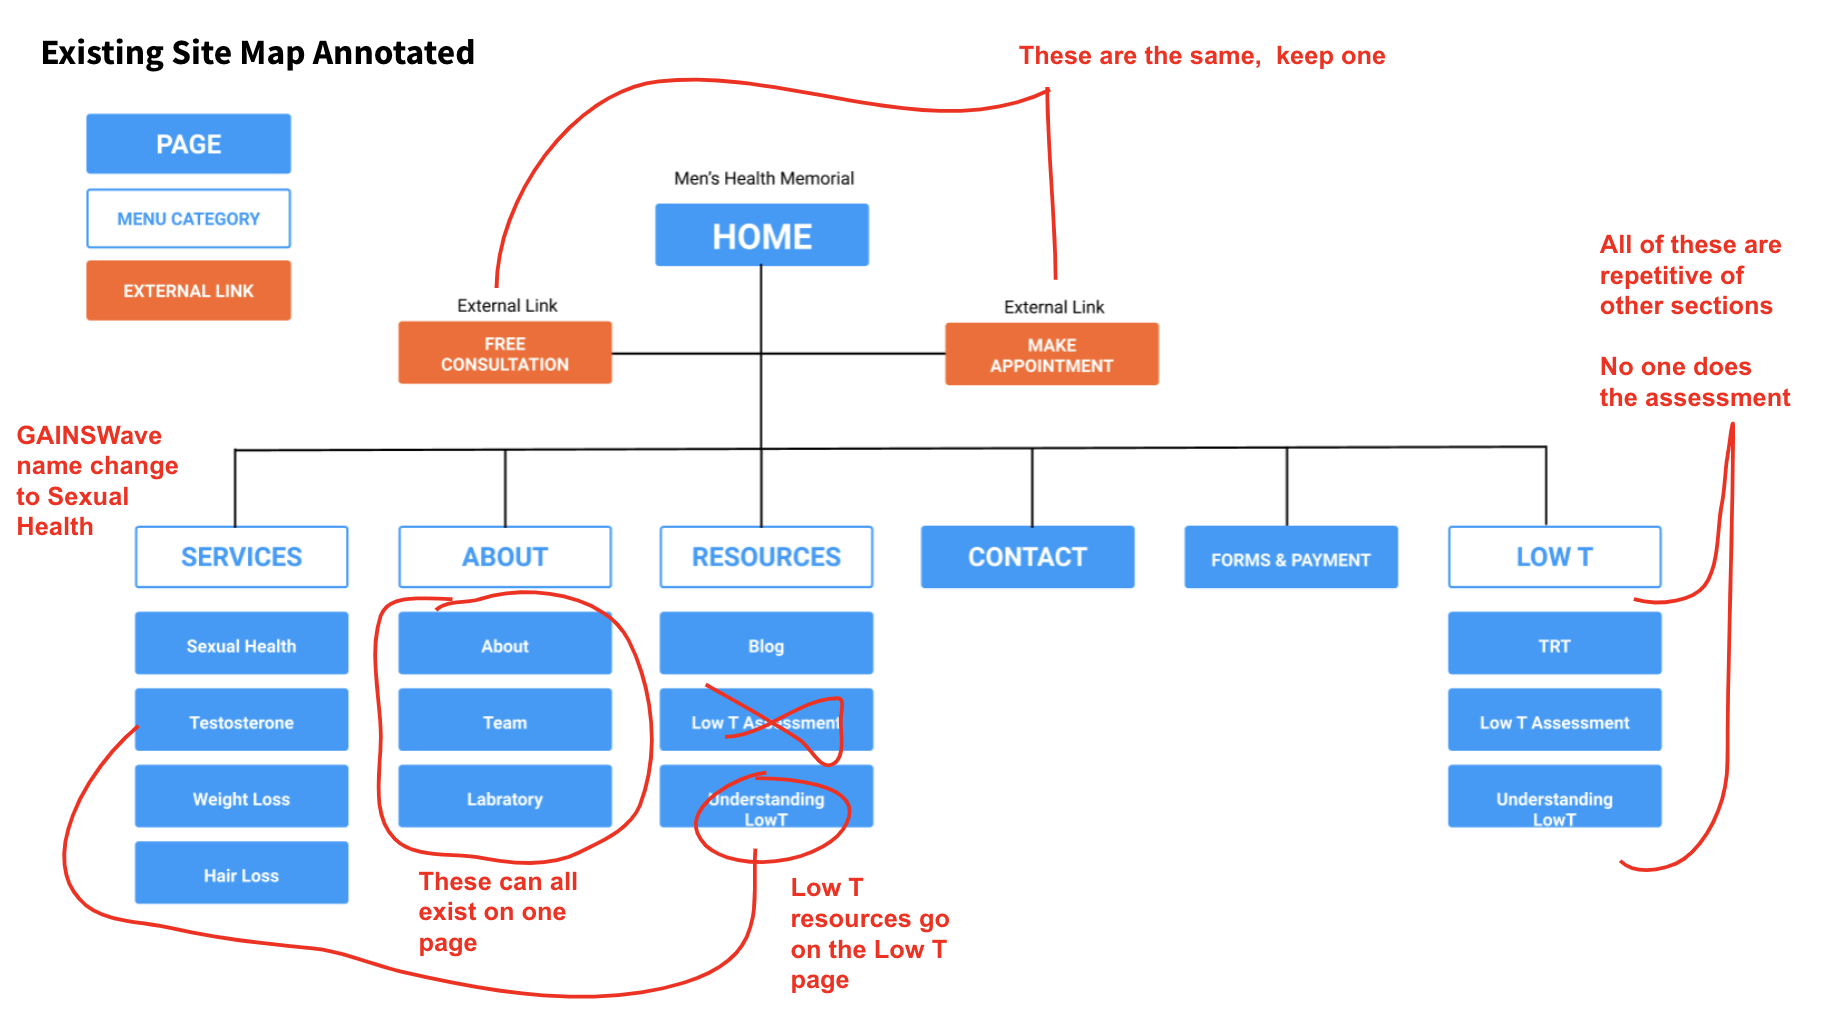 Existing Site Map Annotated
These are the same,  keep one
PAGE
MENU CATEGORY
EXTERNAL LINK
Men's Health Memorial
HOME
External Link
FREE
CONSULTATION
External Link
MAKE
APPOINTMENT
All of these are
repetitive of
other sections
No one does
the assessment
GAINSWave
name change
to Sexual
Health
SERVICES
ABOUT
RESOURCES
CONTACT
FORMS & PAYMENT
LOW T
Sexual Health
Testosterone
Weight Loss
Hair Loss
About
Team
Labratory
These can all
exist on one
page
Blog
Low T Assessment
Understanding
LowT
Low T
resources go
on the Low T
page
TRT
Low T Assessment
Understanding
LowT